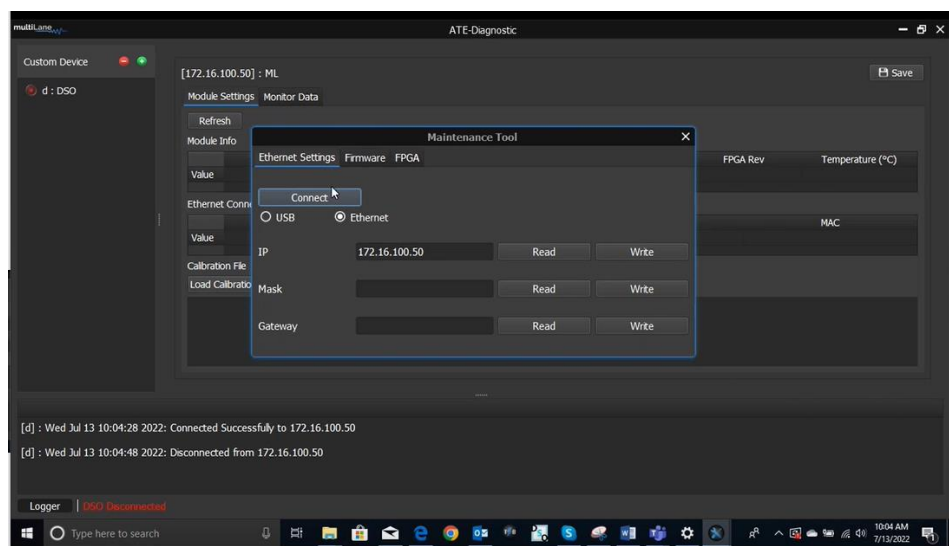 multiLane
ATE-Diagnostic
Custom Device
d : DSO
[172.16.100.50] : ML
Save
Module Settings Monitor Data
Refresh
Module Info
FPGA Rev Temperature (°C)
Value
Ethernet Conn
MAC
Value
Calibration File
Load Calibratio
Maintenance Tool
Ethernet Settings Firmware FPGA
Connect
USB Ethernet
IP 172.16.100.50 Read Write
Mask Read Write
Gateway Read Write
[d] : Wed Jul 13 10:04:28 2022: Connected Successfully to 172.16.100.50
[d] : Wed Jul 13 10:04:48 2022: Disconnected from 172.16.100.50
Logger DSO Disconnected
Type here to search
10:04 AM
7/13/2022